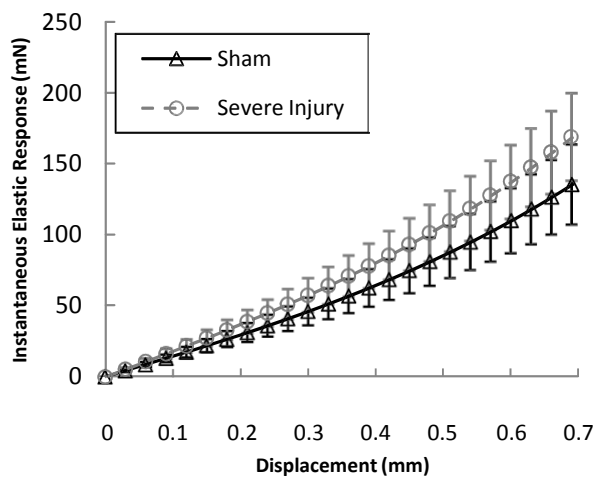 250
200
150
100
50
0
Instantaneous Elastic Response (mN)
Sham
Severe Injury
0 0.1 0.2 0.3 0.4 0.5 0.6 0.7
Displacement (mm)